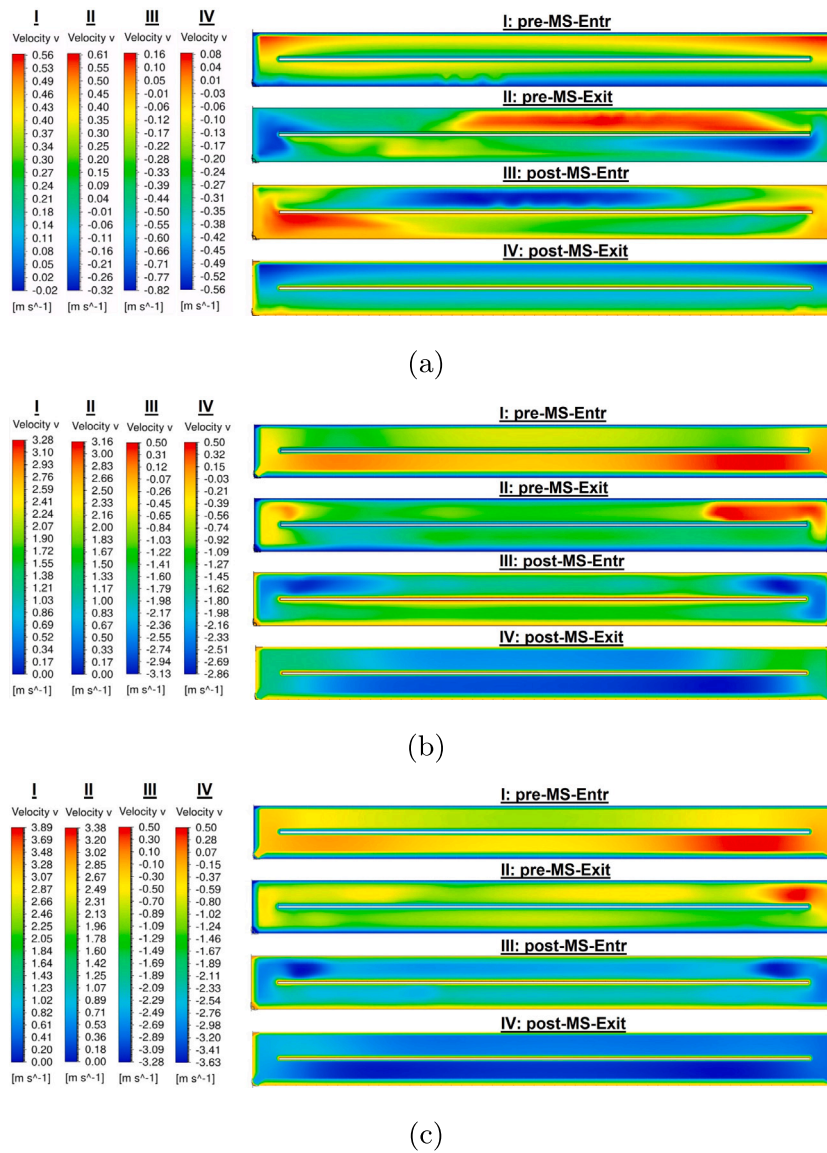 I II III IV
Velocity v Velocity v Velocity v Velocity v
0.56 0.61 0.16 0.08
0.53 0.55 0.10 0.04
0.49 0.50 0.05 0.01
0.46 0.45 -0.01 -0.03
0.43 0.40 -0.06 -0.06
0.40 0.35 -0.12 -0.10
0.37 0.30 -0.17 -0.13
0.34 0.25 -0.22 -0.17
0.30 0.20 -0.28 -0.20
0.27 0.15 -0.33 -0.24
0.24 0.09 -0.39 -0.27
0.21 0.04 -0.44 -0.31
0.18 -0.01 -0.50 -0.35
0.14 -0.06 -0.55 -0.38
0.11 -0.11 -0.60 -0.42
0.08 -0.16 -0.66 -0.45
0.05 -0.21 -0.71 -0.49
0.01 -0.26 -0.77 -0.52
-0.02 -0.32 -0.82 -0.56
[m s^-1] [m s^-1] [m s^-1] [m s^-1]
I: pre-MS-Entr
II: pre-MS-Exit
III: post-MS-Entr
IV: post-MS-Exit
(a)
I II III IV
Velocity v Velocity v Velocity v Velocity v
3.28 3.16 0.50 0.50
3.10 3.00 0.31 0.32
2.93 2.83 0.12 0.15
2.76 2.66 -0.07 -0.03
2.59 2.50 -0.26 -0.21
2.41 2.33 -0.45 -0.39
2.24 2.16 -0.65 -0.56
2.07 2.00 -0.84 -0.74
1.90 1.83 -1.03 -0.92
1.72 1.67 -1.22 -1.09
1.55 1.50 -1.41 -1.27
1.38 1.33 -1.60 -1.45
1.21 1.17 -1.79 -1.62
1.03 1.00 -1.98 -1.80
0.86 0.83 -2.17 -1.98
0.69 0.67 -2.36 -2.16
0.52 0.50 -2.55 -2.33
0.34 0.33 -2.74 -2.51
0.17 0.17 -2.94 -2.69
0.00 0.00 -3.13 -2.86
[m s^-1] [m s^-1] [m s^-1] [m s^-1]
I: pre-MS-Entr
II: pre-MS-Exit
III: post-MS-Entr
IV: post-MS-Exit
(b)
I II III IV
Velocity v Velocity v Velocity v Velocity v
3.89 3.38 0.50 0.50
3.69 3.20 0.30 0.28
3.48 3.02 0.10 0.07
3.28 2.85 -0.10 -0.15
3.07 2.67 -0.30 -0.37
2.87 2.49 -0.50 -0.59
2.66 2.31 -0.70 -0.80
2.46 2.13 -0.89 -1.02
2.25 1.96 -1.09 -1.24
2.05 1.78 -1.29 -1.46
1.84 1.60 -1.49 -1.67
1.64 1.42 -1.69 -1.89
1.43 1.25 -1.89 -2.11
1.23 1.07 -2.09 -2.33
1.02 0.89 -2.29 -2.54
0.82 0.71 -2.49 -2.76
0.61 0.53 -2.69 -2.98
0.41 0.36 -2.89 -3.20
0.20 0.18 -3.09 -3.41
0.00 0.00 -3.28 -3.63
[m s^-1] [m s^-1] [m s^-1] [m s^-1]
I: pre-MS-Entr
II: pre-MS-Exit
III: post-MS-Entr
IV: post-MS-Exit
(c)